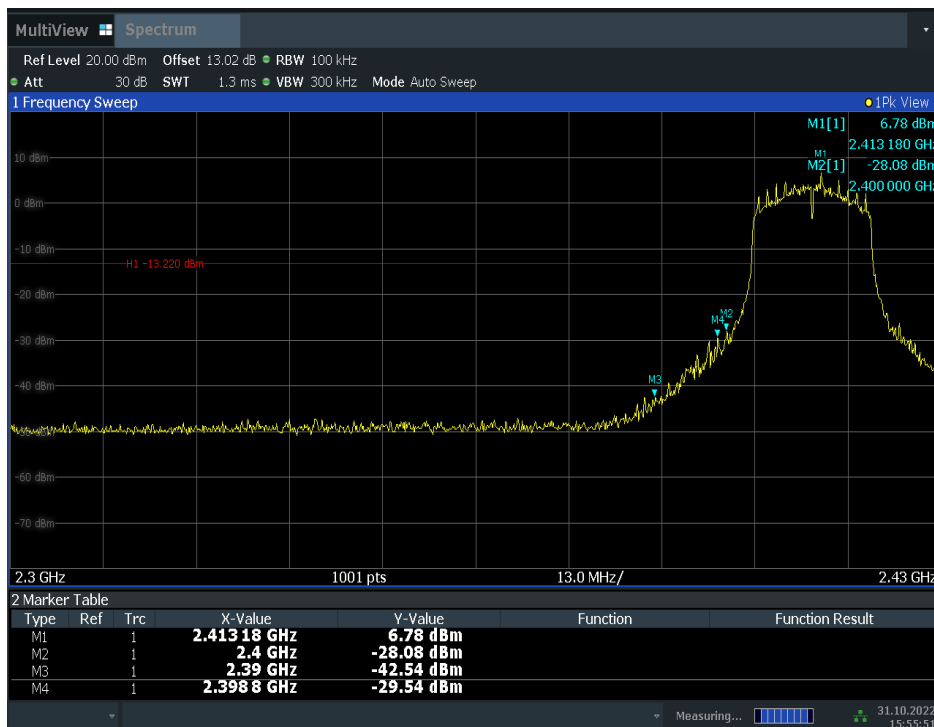 MultiView Spectrum
Ref Level 20.00 dBm Offset 13.02 dB RBW 100 kHz
Att 30 dB SWT 1.3 ms VBW 300 kHz Mode Auto Sweep
1 Frequency Sweep 1Pk View
M1[1] 6.78 dBm
2.413 180 GHz
M1
M2[1] -28.08 dBm
2.400 000 GHz
10 dBm
0 dBm
-10 dBm
H1 -13.220 dBm
-20 dBm
M4 M2
-30 dBm
M3
-40 dBm
-50 dBm
-60 dBm
-70 dBm
2.3 GHz 1001 pts 13.0 MHz/ 2.43 GHz
2 Marker Table
Type Ref Trc X-Value Y-Value Function Function Result
M1 1 2.413 18 GHz 6.78 dBm
M2 1 2.4 GHz -28.08 dBm
M3 1 2.39 GHz -42.54 dBm
M4 1 2.398 8 GHz -29.54 dBm
Measuring... 31.10.2022
15:55:51